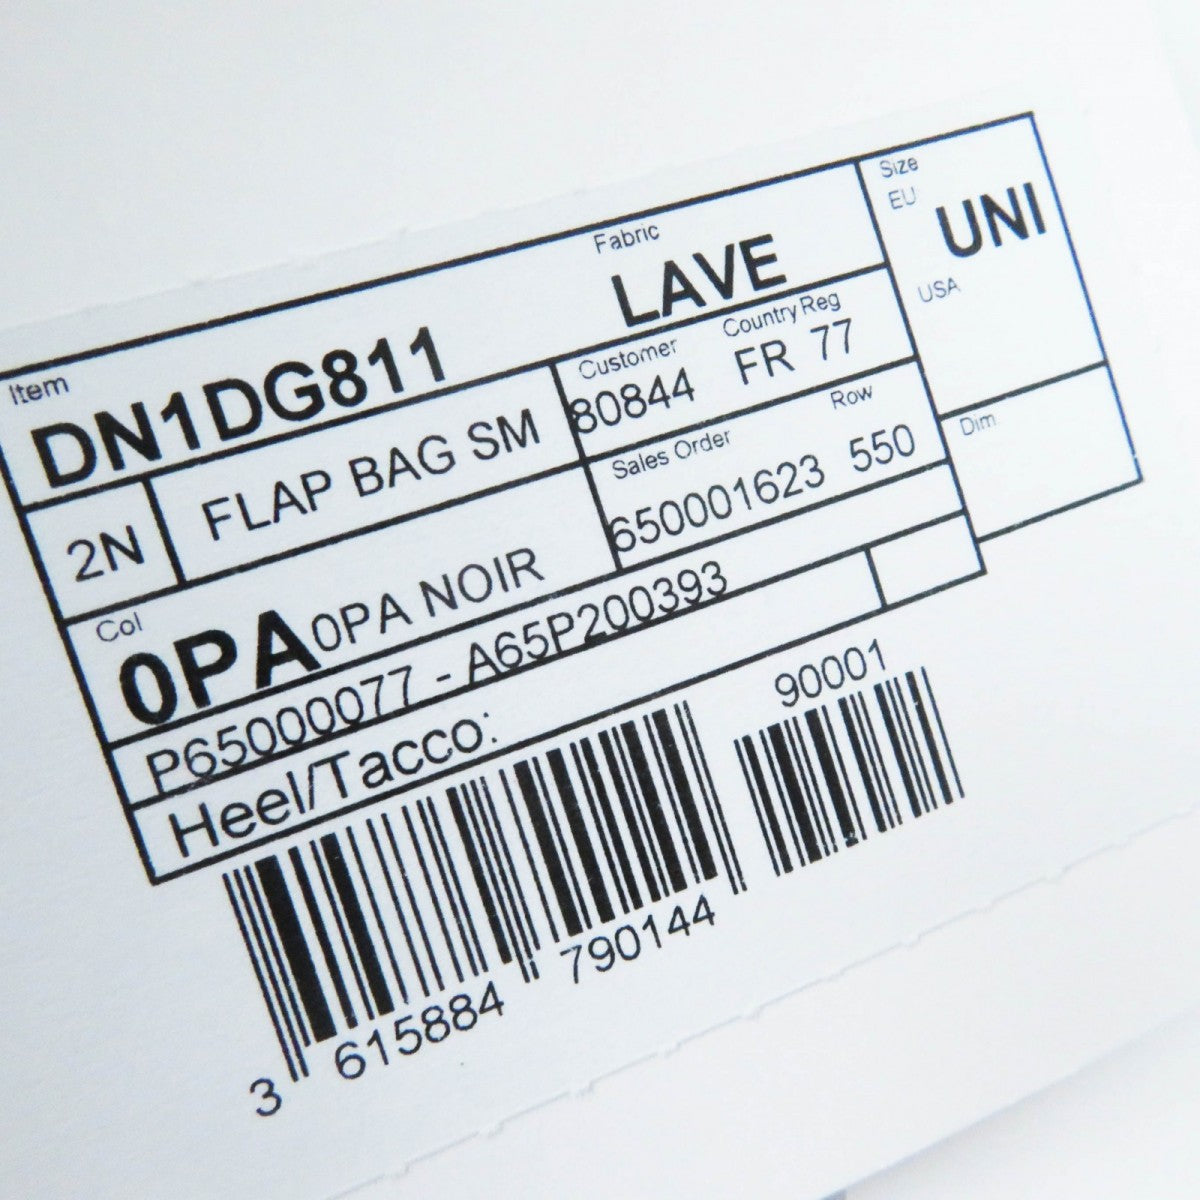 Item
DN1DG811
Fabric
LAVE
Size
EU
UNI
USA
2N
FLAP BAG SM
Customer
80844
Country Reg
FR 77
Col
0PA 0PA NOIR
Sales Order
650001623
Row
550
Dim
P65000077 - A65P200393
Heel/Tacco:
90001
3 615884 790144